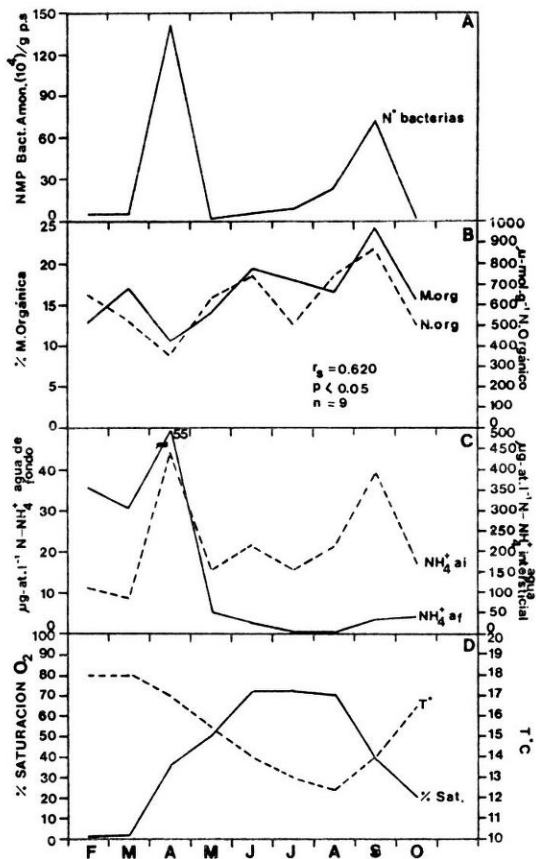 A
NMP Bact. Amon.(10⁴)/g p.s
150
120
90
60
30
0
N° bacterias
B
% M.Orgánica
25
20
15
10
5
0
1000
900
800
700
600
500
400
300
200
100
0
μ-mol.g⁻¹ N.Orgánico
M.org
N.org
rs = 0.620
p < 0.05
n = 9
C
μg-at.l⁻¹ N-NH₄⁺ agua de fondo
40
30
20
10
0
55
500
450
400
350
300
250
200
150
100
50
0
μg-at.l⁻¹ N-NH₄⁺ agua intersticial
NH₄⁺ ai
NH₄⁺ af
D
% SATURACION O₂
100
90
80
70
60
50
40
30
20
10
0
20
19
18
17
16
15
14
13
12
11
10
T°C
T°
% Sat.
F M A M J J A S O